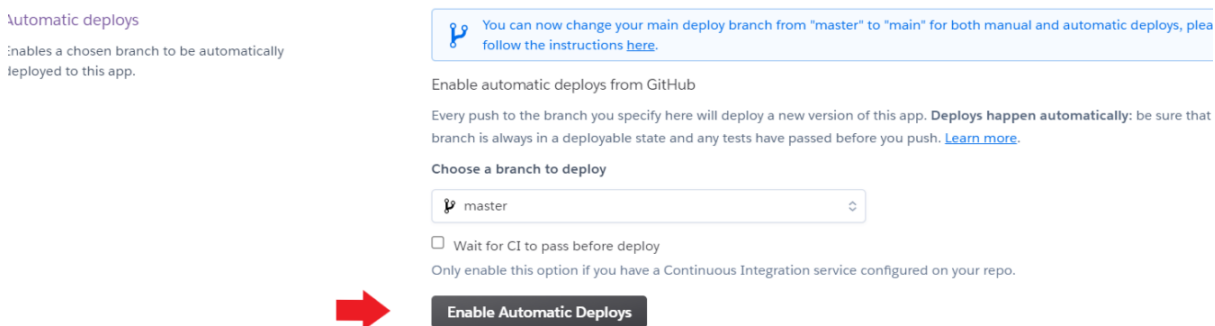 Automatic deploys
Enables a chosen branch to be automatically
deployed to this app.
You can now change your main deploy branch from "master" to "main" for both manual and automatic deploys, plea
follow the instructions here.
Enable automatic deploys from GitHub
Every push to the branch you specify here will deploy a new version of this app. Deploys happen automatically: be sure that
branch is always in a deployable state and any tests have passed before you push. Learn more.
Choose a branch to deploy
master
Wait for CI to pass before deploy
Only enable this option if you have a Continuous Integration service configured on your repo.
Enable Automatic Deploys